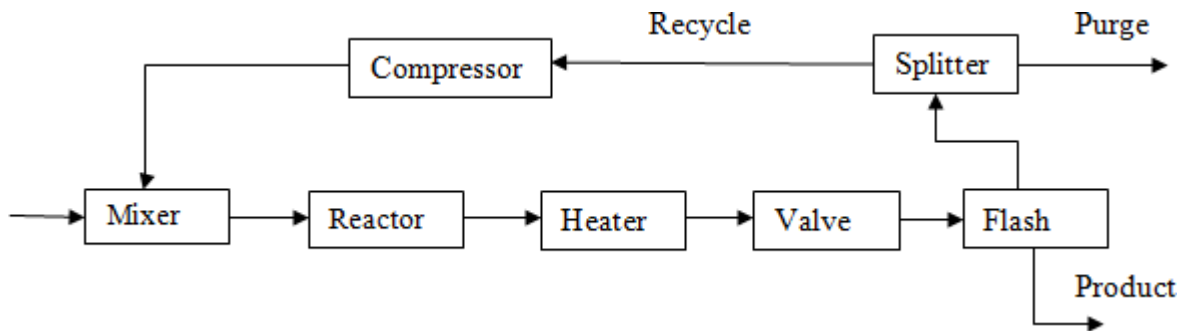 Recycle
Purge
Compressor
Splitter
Mixer
Reactor
Heater
Valve
Flash
Product